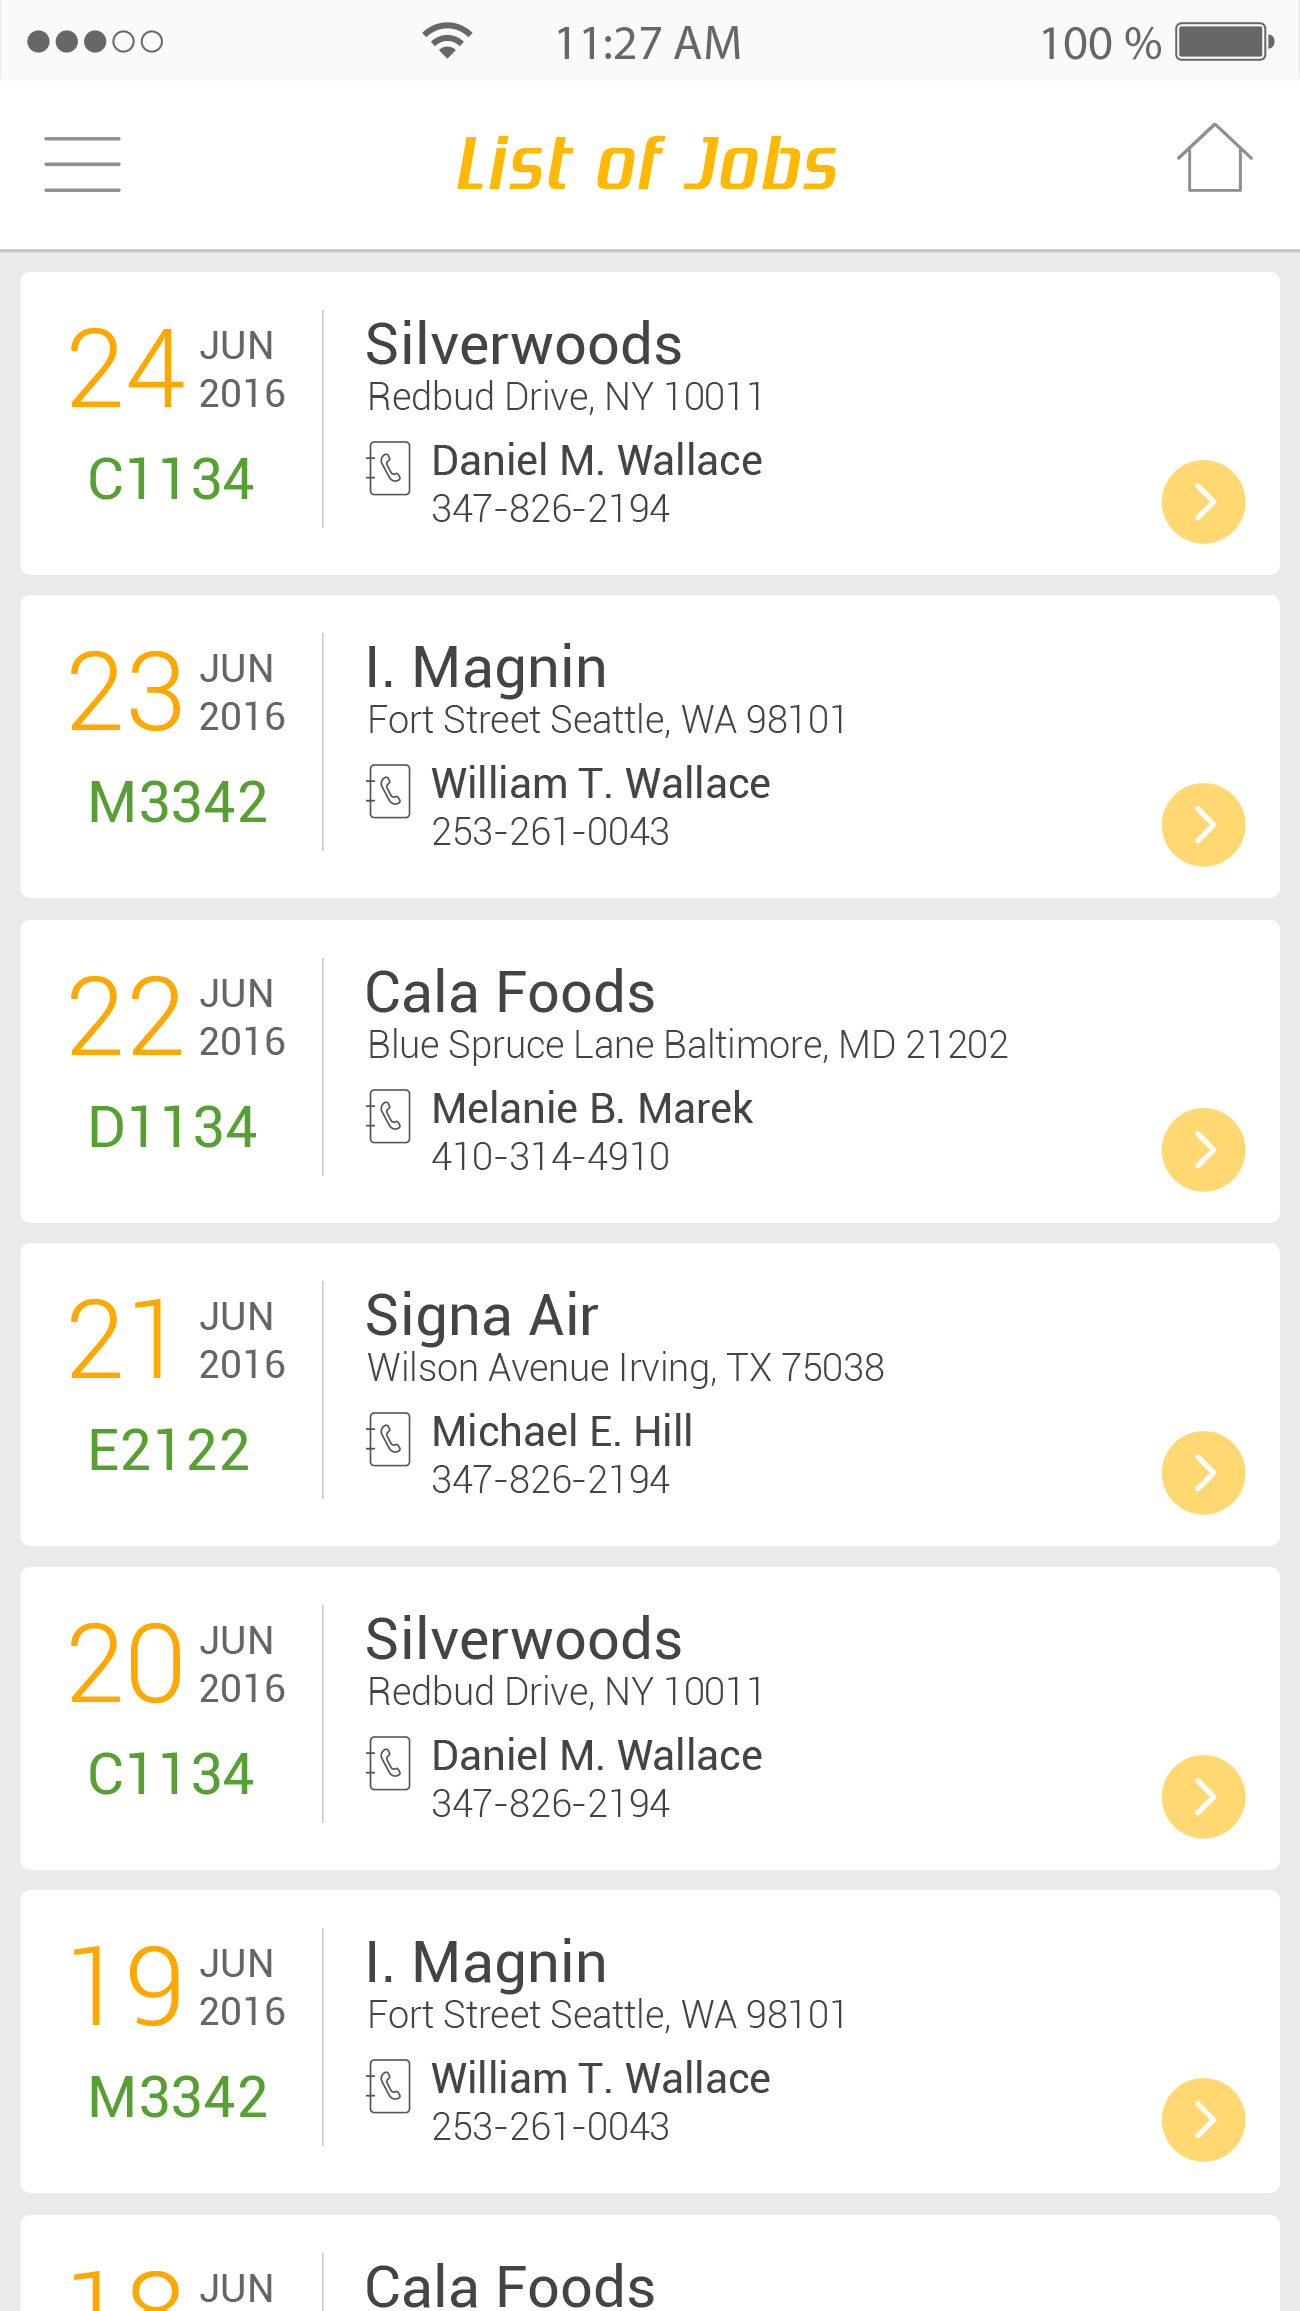 11:27 AM
100 %
List of Jobs
24 JUN 2016
C1134
Silverwoods
Redbud Drive, NY 10011
Daniel M. Wallace
347-826-2194
23 JUN 2016
M3342
I. Magnin
Fort Street Seattle, WA 98101
William T. Wallace
253-261-0043
22 JUN 2016
D1134
Cala Foods
Blue Spruce Lane Baltimore, MD 21202
Melanie B. Marek
410-314-4910
21 JUN 2016
E2122
Signa Air
Wilson Avenue Irving, TX 75038
Michael E. Hill
347-826-2194
20 JUN 2016
C1134
Silverwoods
Redbud Drive, NY 10011
Daniel M. Wallace
347-826-2194
19 JUN 2016
M3342
I. Magnin
Fort Street Seattle, WA 98101
William T. Wallace
253-261-0043
18 JUN
Cala Foods